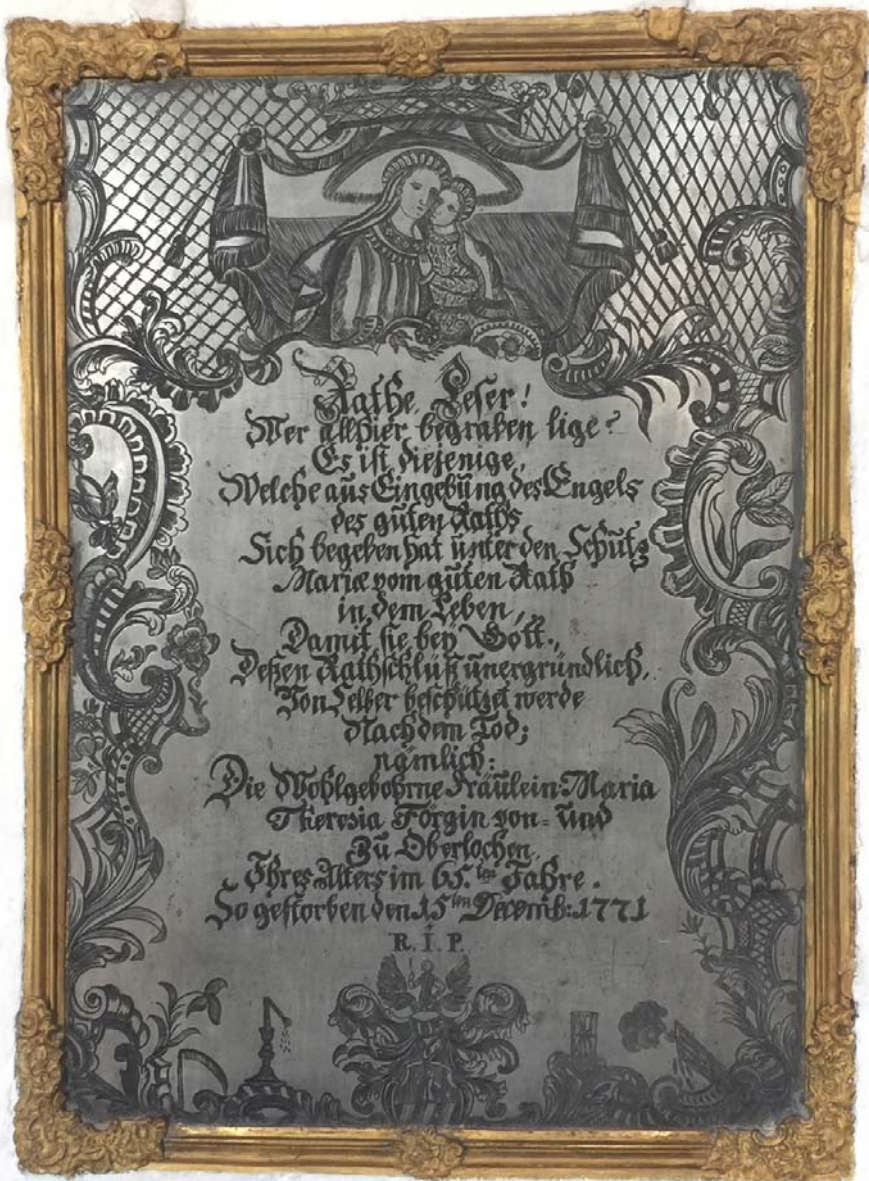 Rathe, Leser!
Wer allhier begraben lige?
Es ist diejenige,
Welche aus Eingebung des Engels
des guten Raths
Sich begeben hat unter den Schutz
Mariæ vom guten Rath
in dem Leben,
Damit sie bey Gott,
Deßen Rathschluß unergründlich,
Von Selber beschützet werde
Nach dem Tod;
nämlich:
Die Wohlgebohrne Fräulein Maria
Theresia Förgin von- und
Zu Oberlochen,
Ihres Alters im 65.ten Jahre.
So gestorben den 15ten Decemb: 1771
R. I. P.